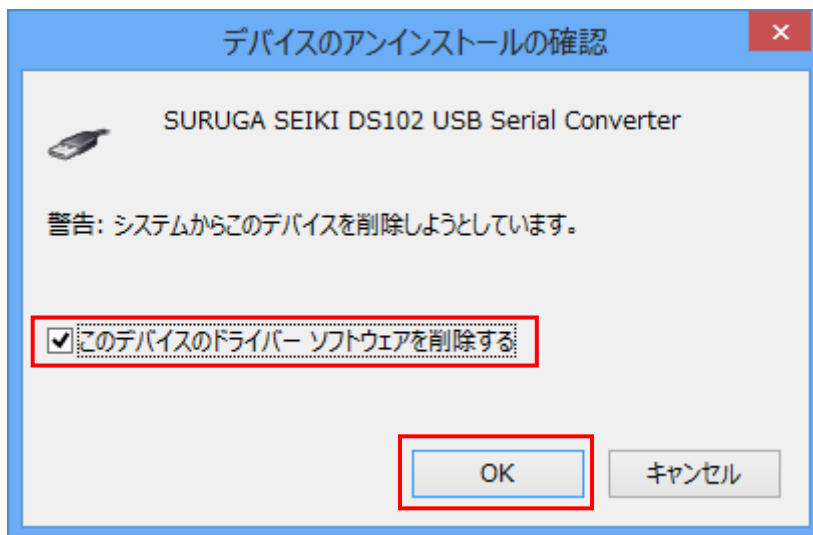 デバイスのアンインストールの確認
SURUGA SEIKI DS102 USB Serial Converter
警告: システムからこのデバイスを削除しようとしています。
このデバイスのドライバー ソフトウェアを削除する
OK
キャンセル